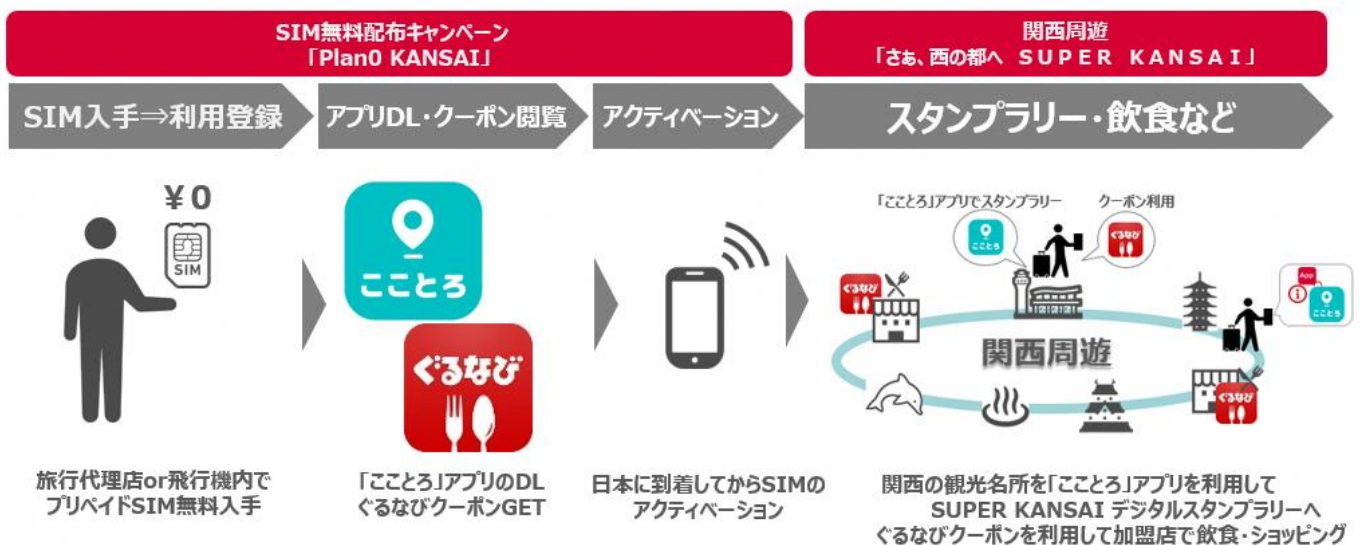 SIM無料配布キャンペーン
「Plan0 KANSAI」
関西周遊
「さぁ、西の都へ SUPER KANSAI」
SIM入手⇒利用登録
アプリDL・クーポン閲覧
アクティベーション
スタンプラリー・飲食など
¥0
SIM
こことろ
ぐるなび
「こことろ」アプリでスタンプラリー
クーポン利用
こことろ
ぐるなび
ぐるなび
App
こことろ
関西周遊
ぐるなび
旅行代理店or飛行機内で
プリペイドSIM無料入手
「こことろ」アプリのDL
ぐるなびクーポンGET
日本に到着してからSIMの
アクティベーション
関西の観光名所を「こことろ」アプリを利用して
SUPER KANSAI デジタルスタンプラリーへ
ぐるなびクーポンを利用して加盟店で飲食・ショッピング